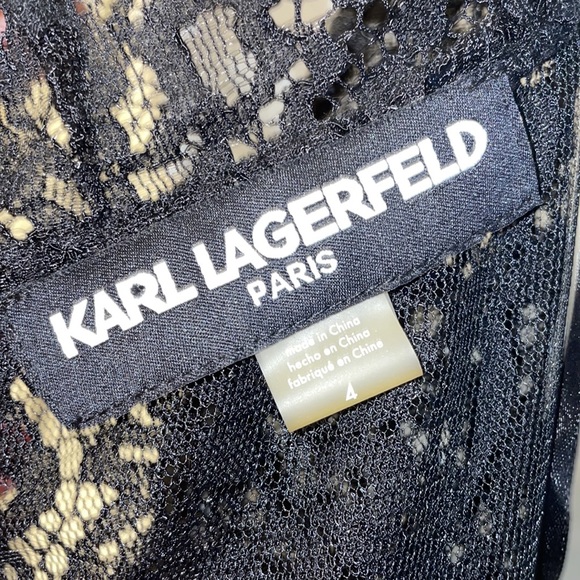 KARL LAGERFELD
PARIS
made in China
hecho en China
fabriqué en Chine
4